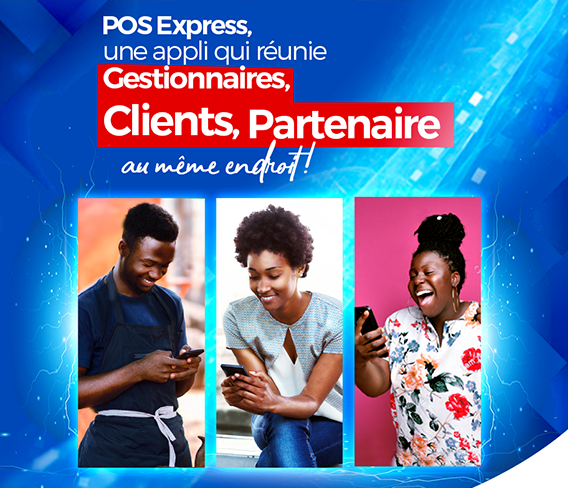 POS Express,
une appli qui réunie
Gestionnaires,
Clients, Partenaire
au même endroit !